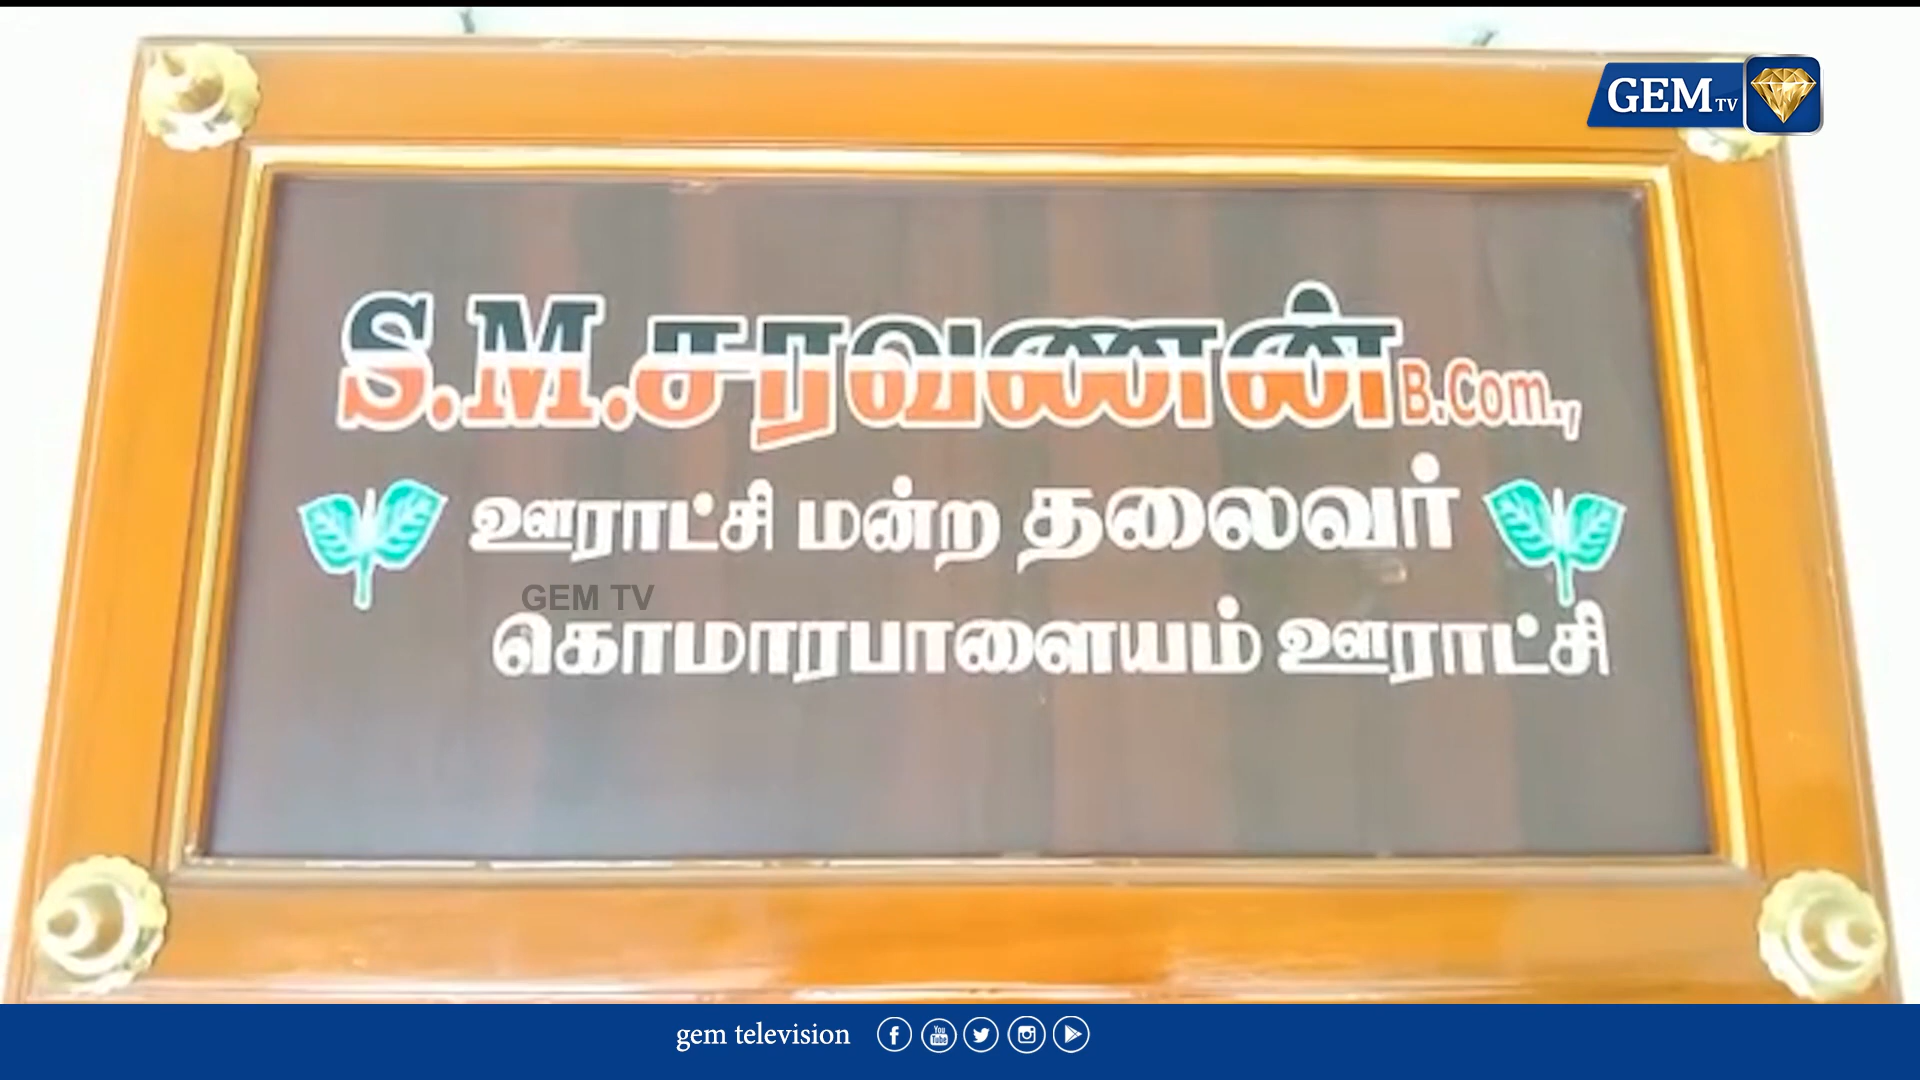 GEM TV
S.M.சரவணன் B.Com.,
ஊராட்சி மன்ற தலைவர்
GEM TV
கொமாரபாளையம் ஊராட்சி
gem television